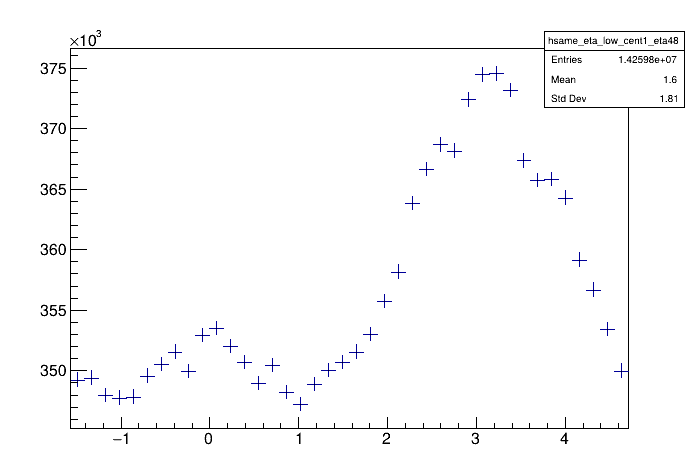 ×10³
hsame_eta_low_cent1_eta48
Entries 1.42598e+07
Mean 1.6
Std Dev 1.81
375
370
365
360
355
350
−1 0 1 2 3 4